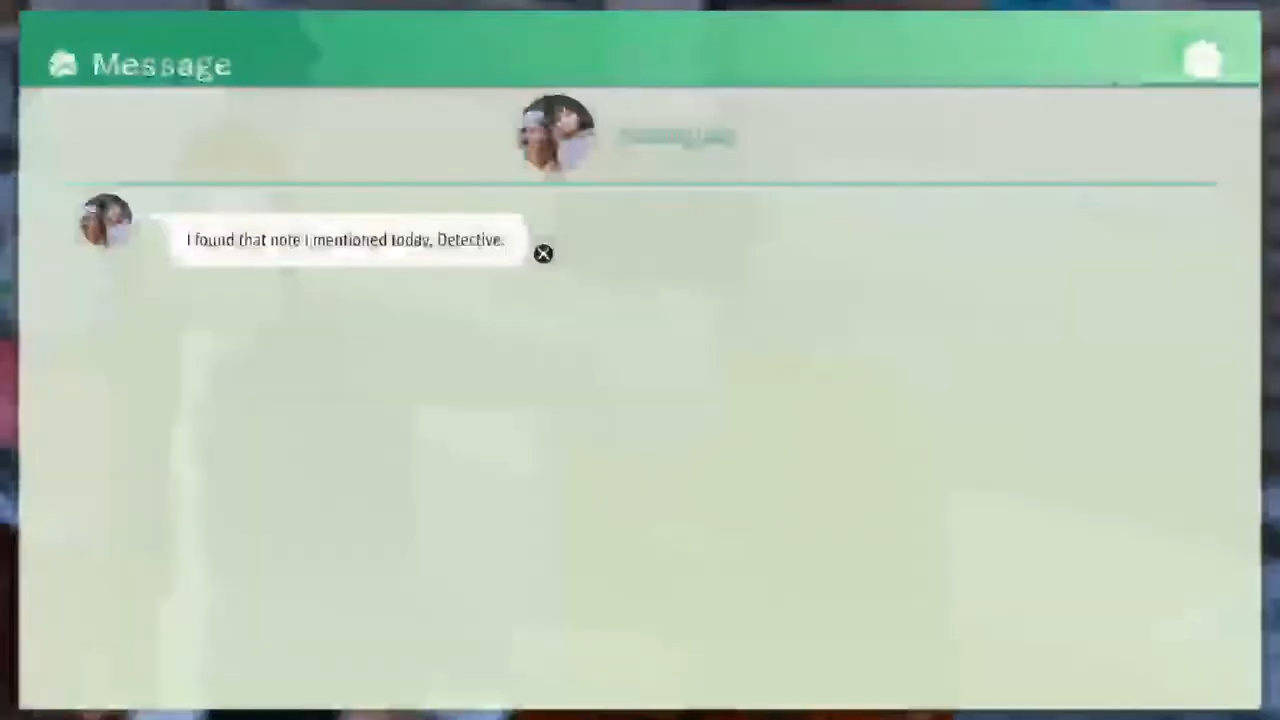 Message
I found that note I mentioned today, Detective.